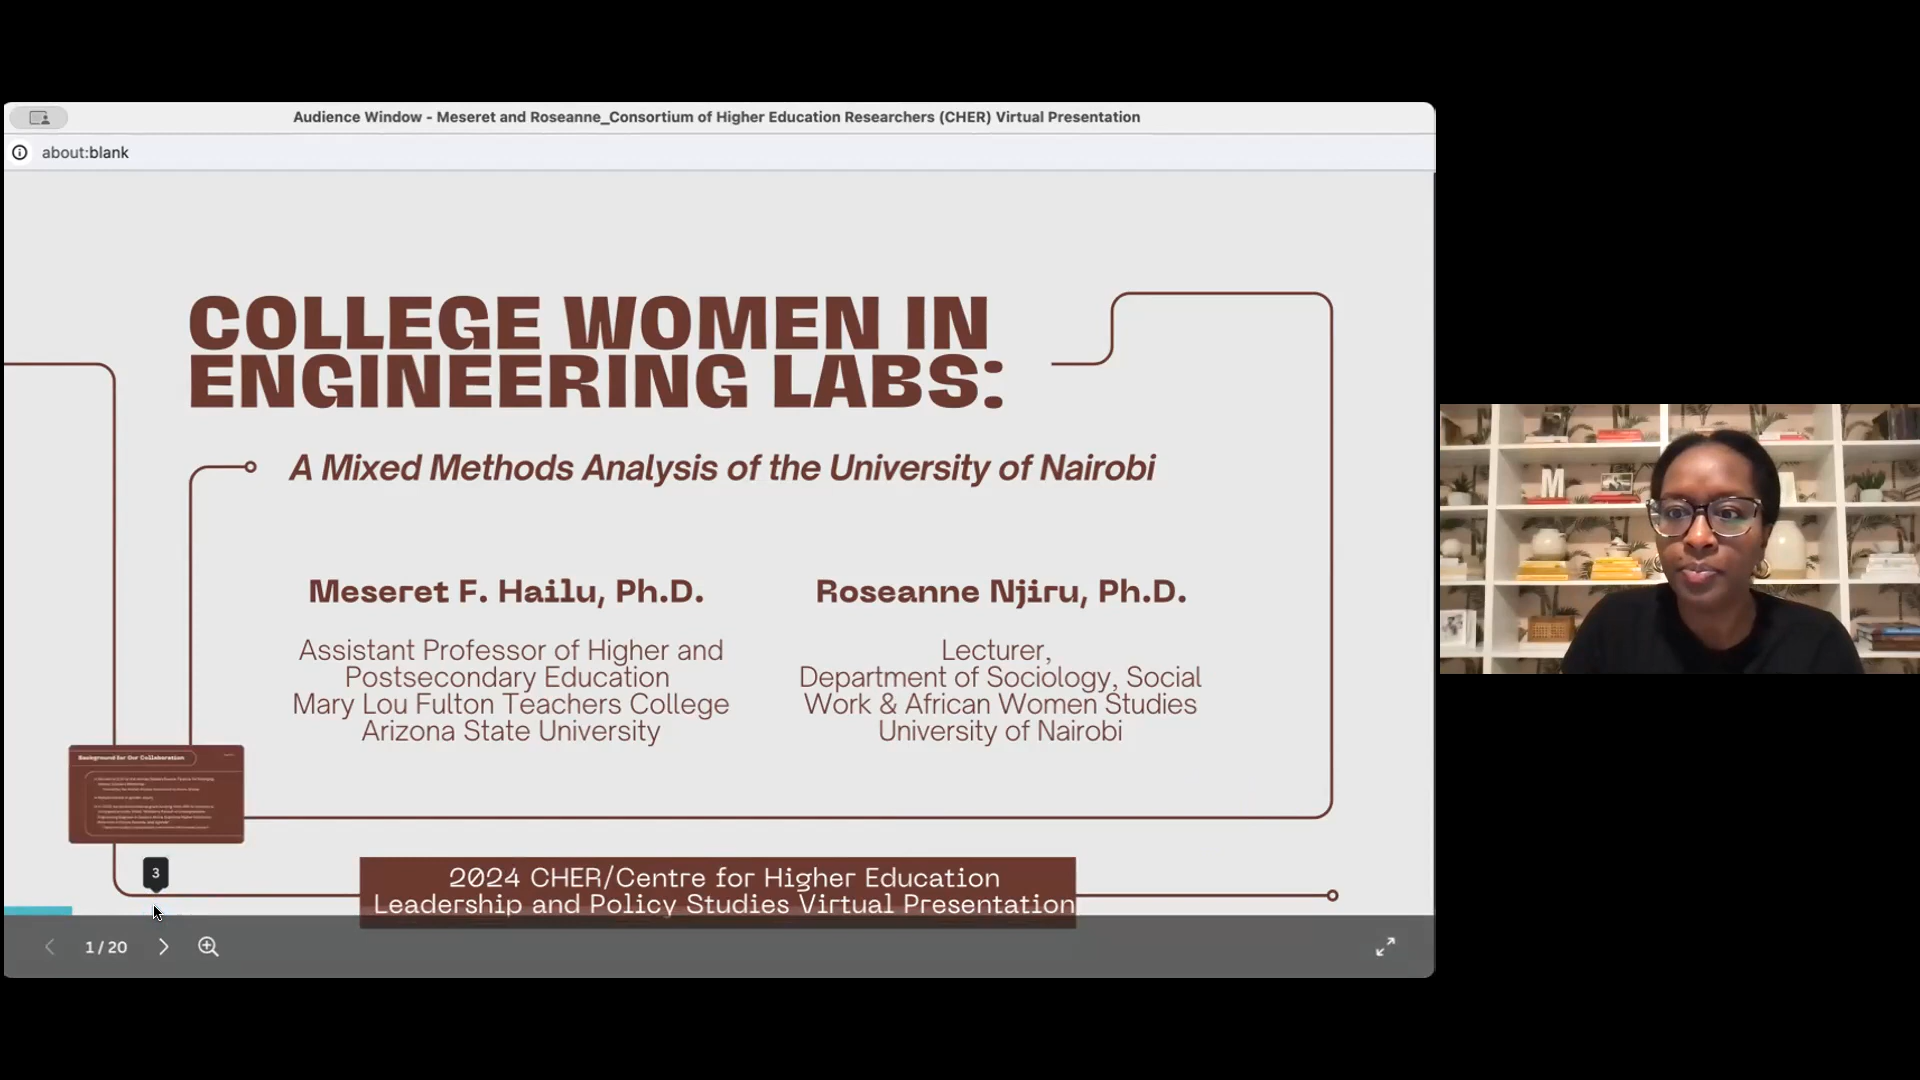 Audience Window - Meseret and Roseanne_Consortium of Higher Education Researchers (CHER) Virtual Presentation
about:blank
COLLEGE WOMEN IN
ENGINEERING LABS:
A Mixed Methods Analysis of the University of Nairobi
Meseret F. Hailu, Ph.D.
Assistant Professor of Higher and
Postsecondary Education
Mary Lou Fulton Teachers College
Arizona State University
Roseanne Njiru, Ph.D.
Lecturer,
Department of Sociology, Social
Work & African Women Studies
University of Nairobi
Background for Our Collaboration
3
2024 CHER/Centre for Higher Education
Leadership and Policy Studies Virtual Presentation
1 / 20
M